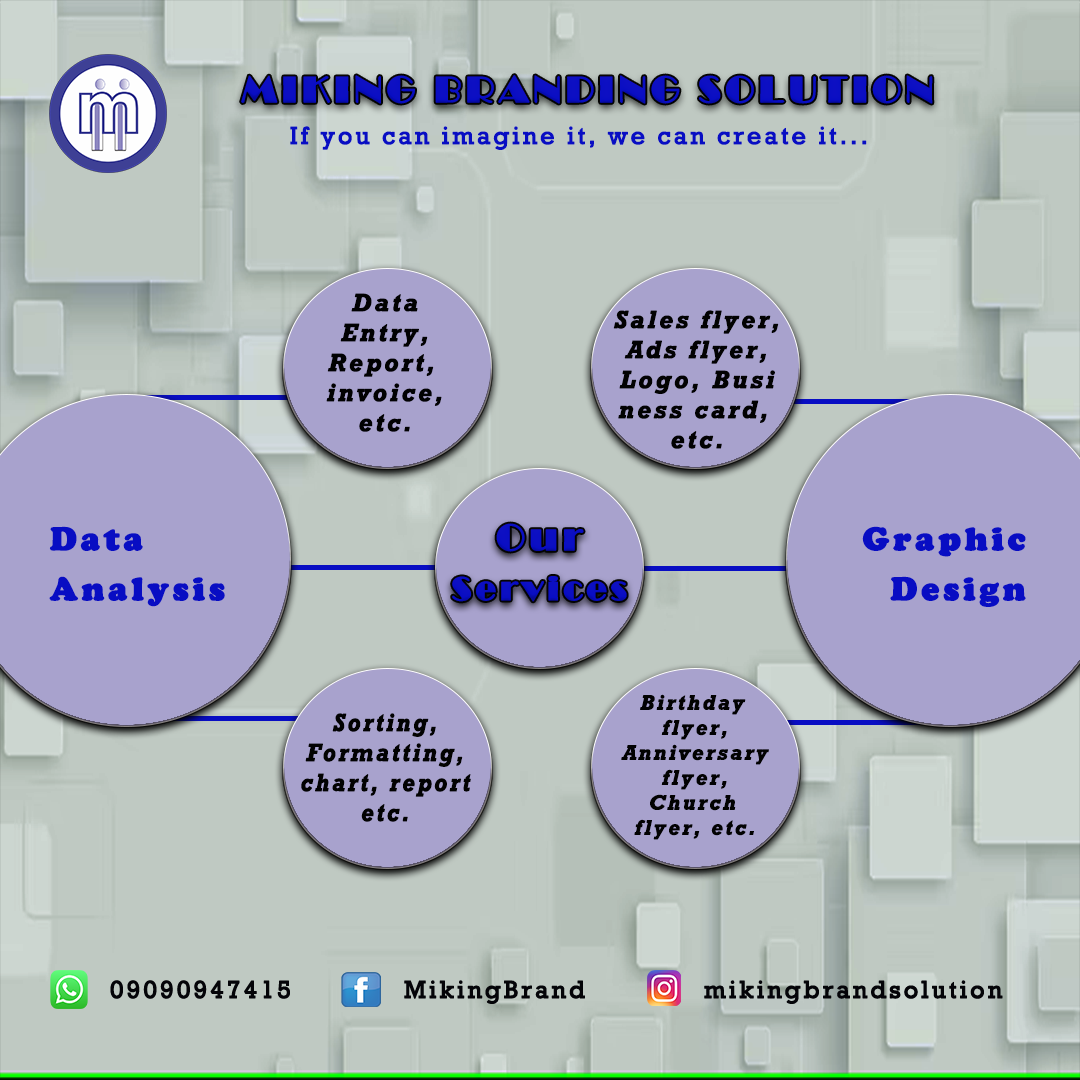 MIKING BRANDING SOLUTION
If you can imagine it, we can create it...
Data
Entry,
Report,
invoice,
etc.
Sales flyer,
Ads flyer,
Logo, Busi
ness card,
etc.
Data
Analysis
Our
Services
Graphic
Design
Sorting,
Formatting,
chart, report
etc.
Birthday
flyer,
Anniversary
flyer,
Church
flyer, etc.
09090947415
MikingBrand
mikingbrandsolution